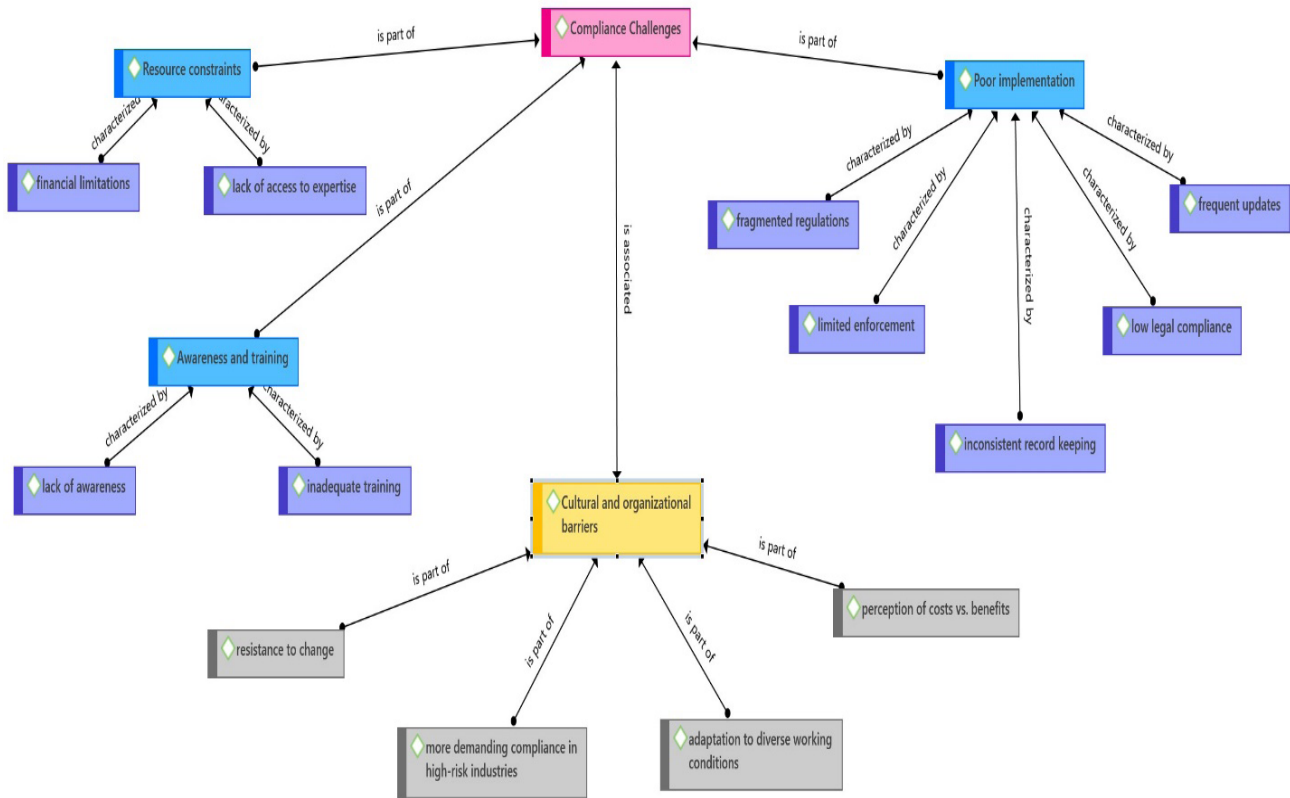 Compliance Challenges
is part of
is part of
Resource constraints
Poor implementation
characterized
characterized by
financial limitations
lack of access to expertise
is part of
is associated
characterized by
characterized by
characterized by
characterized by
characterized by
fragmented regulations
frequent updates
limited enforcement
low legal compliance
inconsistent record keeping
Awareness and training
characterized by
characterized by
lack of awareness
inadequate training
Cultural and organizational
barriers
is part of
is part of
is part of
is part of
resistance to change
perception of costs vs. benefits
more demanding compliance in
high-risk industries
adaptation to diverse working
conditions